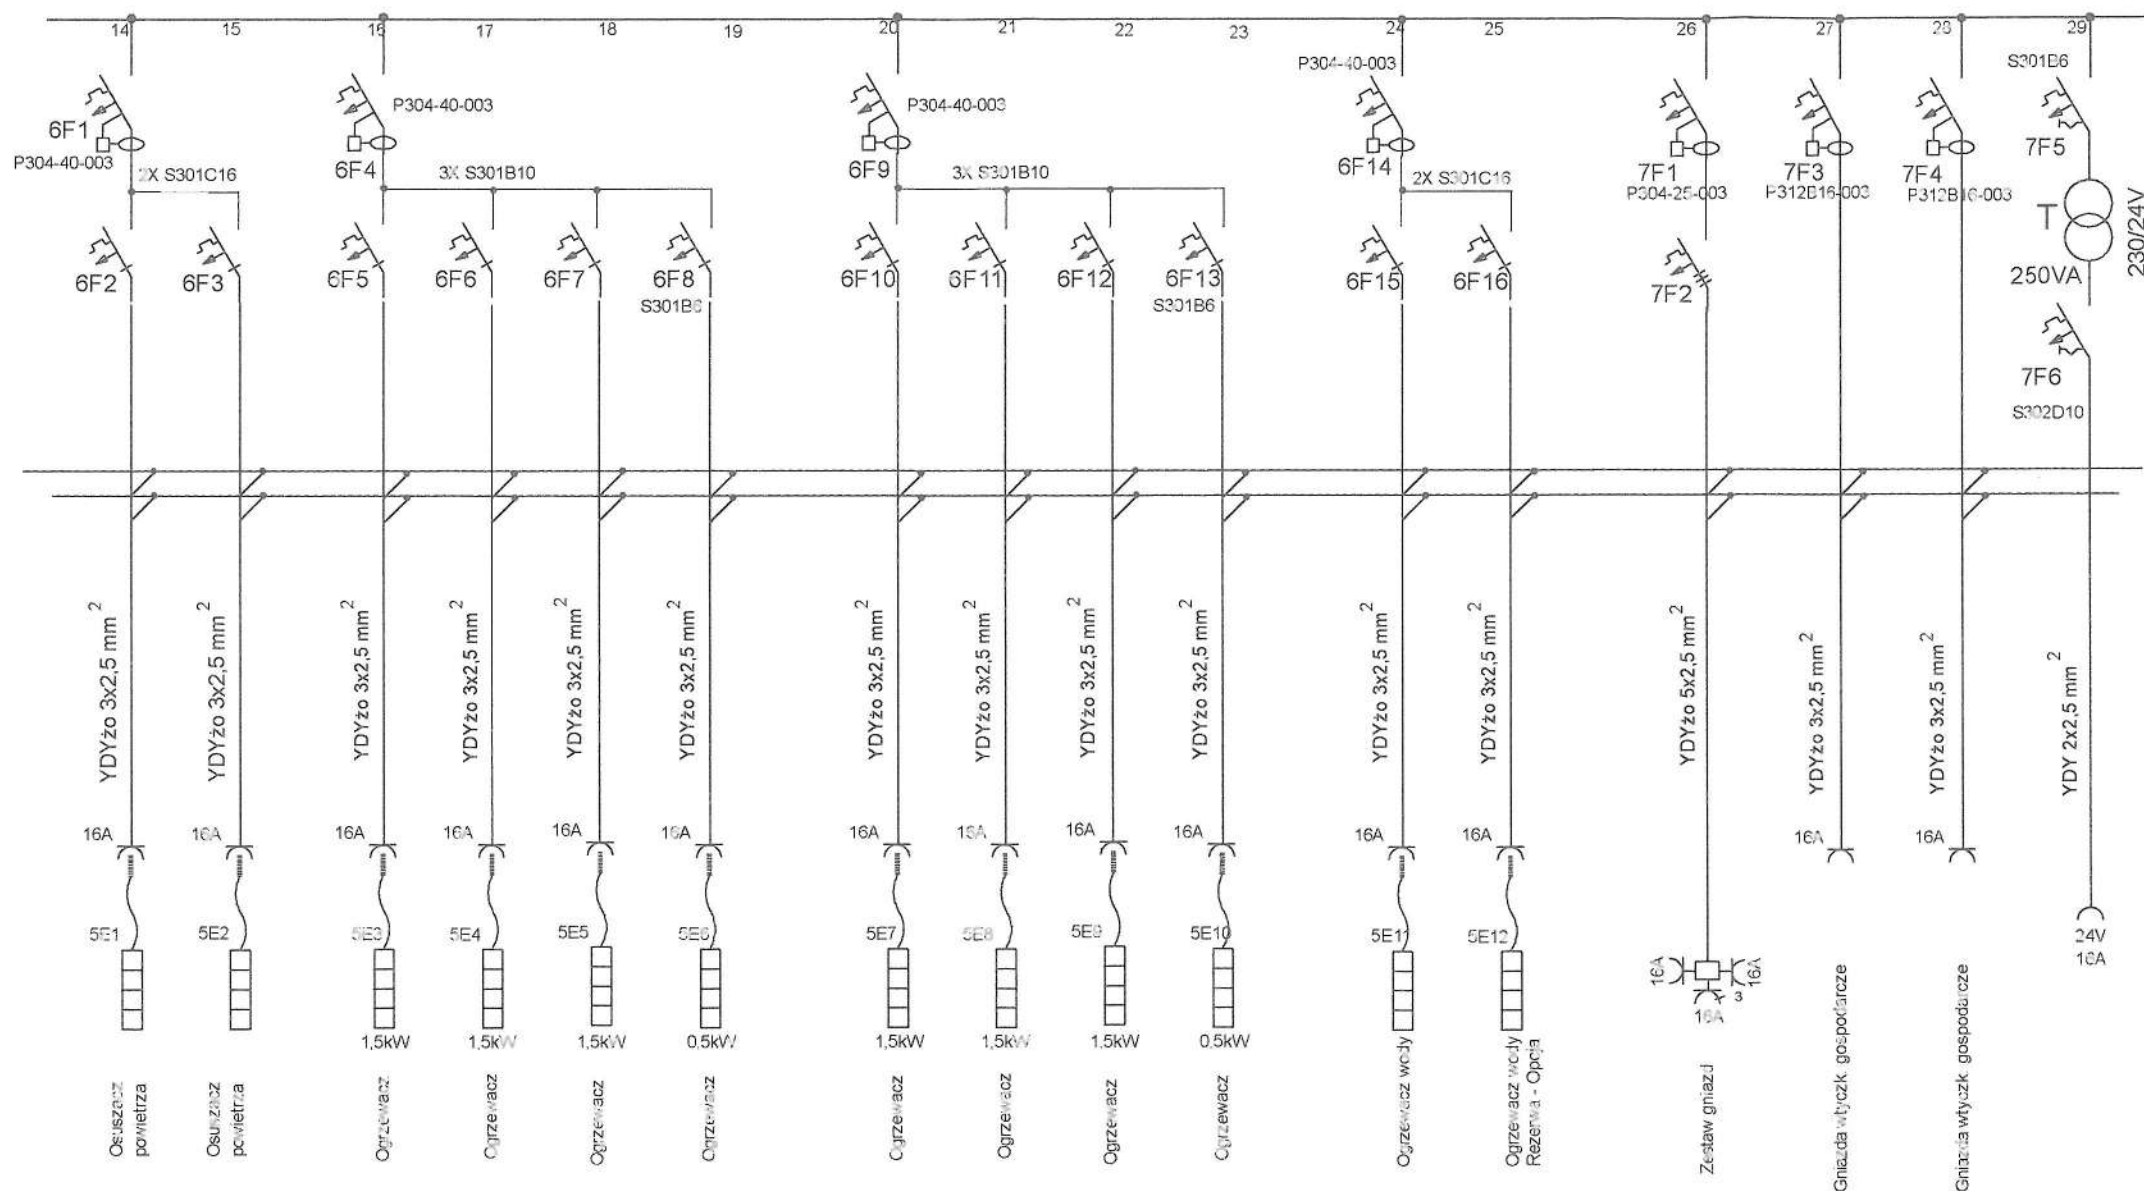 14 15 16 17 18 19 20 21 22 23 24 25 26 27 28 29
P304-40-003
S301B6
P304-40-003
P304-40-003
6F1
P304-40-003
6F4
6F9
6F14
7F1
7F3
7F4
7F5
2X S301C16
3X S301B10
3X S301B10
2X S301C16
P304-25-003
P312B16-003
P312B16-003
T
230/24V
250VA
6F2
6F3
6F5
6F6
6F7
6F8
6F10
6F11
6F12
6F13
6F15
6F16
7F2
S301B6
S301B6
7F6
S302D10
YDYżo 3x2,5 mm²
YDYżo 3x2,5 mm²
YDYżo 3x2,5 mm²
YDYżo 3x2,5 mm²
YDYżo 3x2,5 mm²
YDYżo 3x2,5 mm²
YDYżo 3x2,5 mm²
YDYżo 3x2,5 mm²
YDYżo 3x2,5 mm²
YDYżo 3x2,5 mm²
YDYżo 3x2,5 mm²
YDYżo 3x2,5 mm²
YDYżo 5x2,5 mm²
YDYżo 3x2,5 mm²
YDYżo 3x2,5 mm²
YDY 2x2,5 mm²
16A 16A 16A 16A 16A 16A 16A 16A 16A 16A 16A 16A 16A 16A
5E1 5E2 5E3 5E4 5E5 5E6 5E7 5E8 5E9 5E10 5E11 5E12
24V
16A
16A
16A
3
16A
1,5kW 1,5kW 1,5kW 0,5kW 1,5kW 1,5kW 1,5kW 0,5kW
Osuszacz
powietrza
Osuszacz
powietrza
Ogrzewacz
Ogrzewacz
Ogrzewacz
Ogrzewacz
Ogrzewacz
Ogrzewacz
Ogrzewacz
Ogrzewacz
Ogrzewacz wody
Ogrzewacz wody
Rezerwa - Opcja
Zestaw gniazd
Gniazda wtyczk. gospodarcze
Gniazda wtyczk. gospodarcze